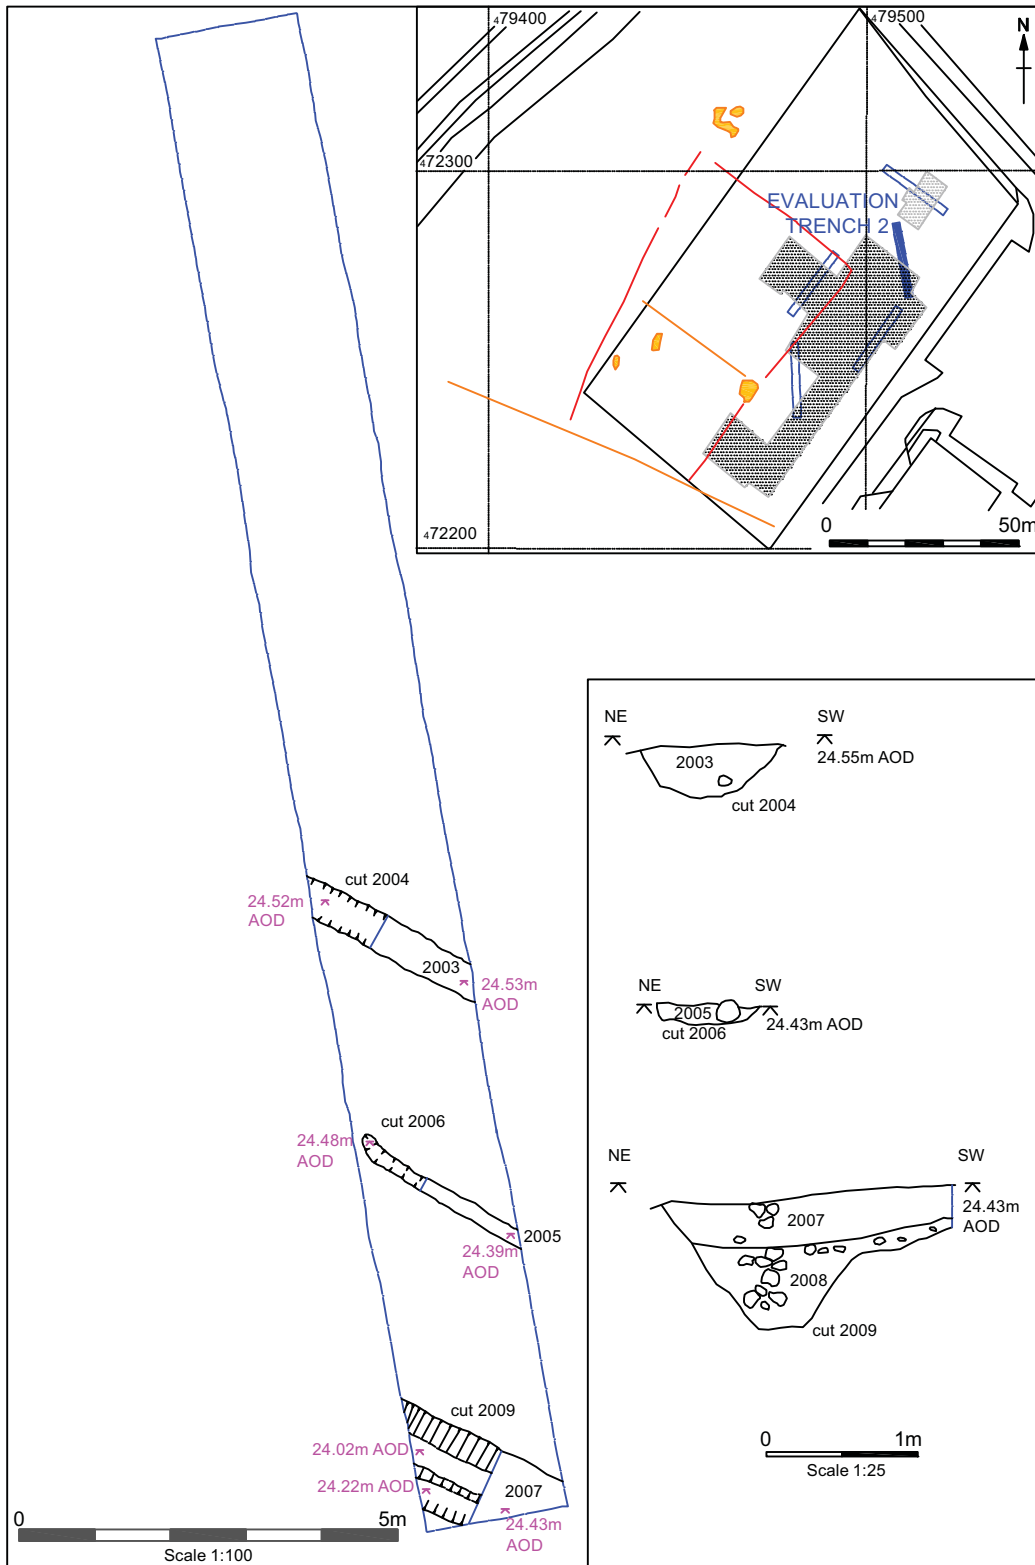 479400
479500
N
472300
EVALUATION
TRENCH 2
472200
0 50m
NE SW
2003
24.55m AOD
cut 2004
cut 2004
24.52m
AOD
2003
24.53m
AOD
NE SW
2005
24.43m AOD
cut 2006
cut 2006
24.48m
AOD
2005
24.39m
AOD
NE SW
24.43m
AOD
2007
2008
cut 2009
cut 2009
24.02m AOD
24.22m AOD
2007
24.43m
AOD
0 5m
Scale 1:100
0 1m
Scale 1:25